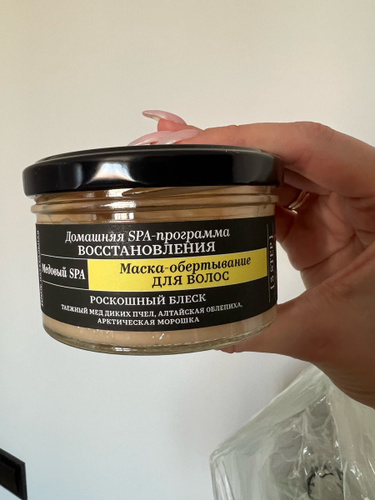 Домашняя SPA-программа
ВОССТАНОВЛЕНИЯ
Медовый SPA
Маска-обертывание
ДЛЯ ВОЛОС
РОСКОШНЫЙ БЛЕСК
ТАЕЖНЫЙ МЕД ДИКИХ ПЧЕЛ, АЛТАЙСКАЯ ОБЛЕПИХА,
АРКТИЧЕСКАЯ МОРОШКА